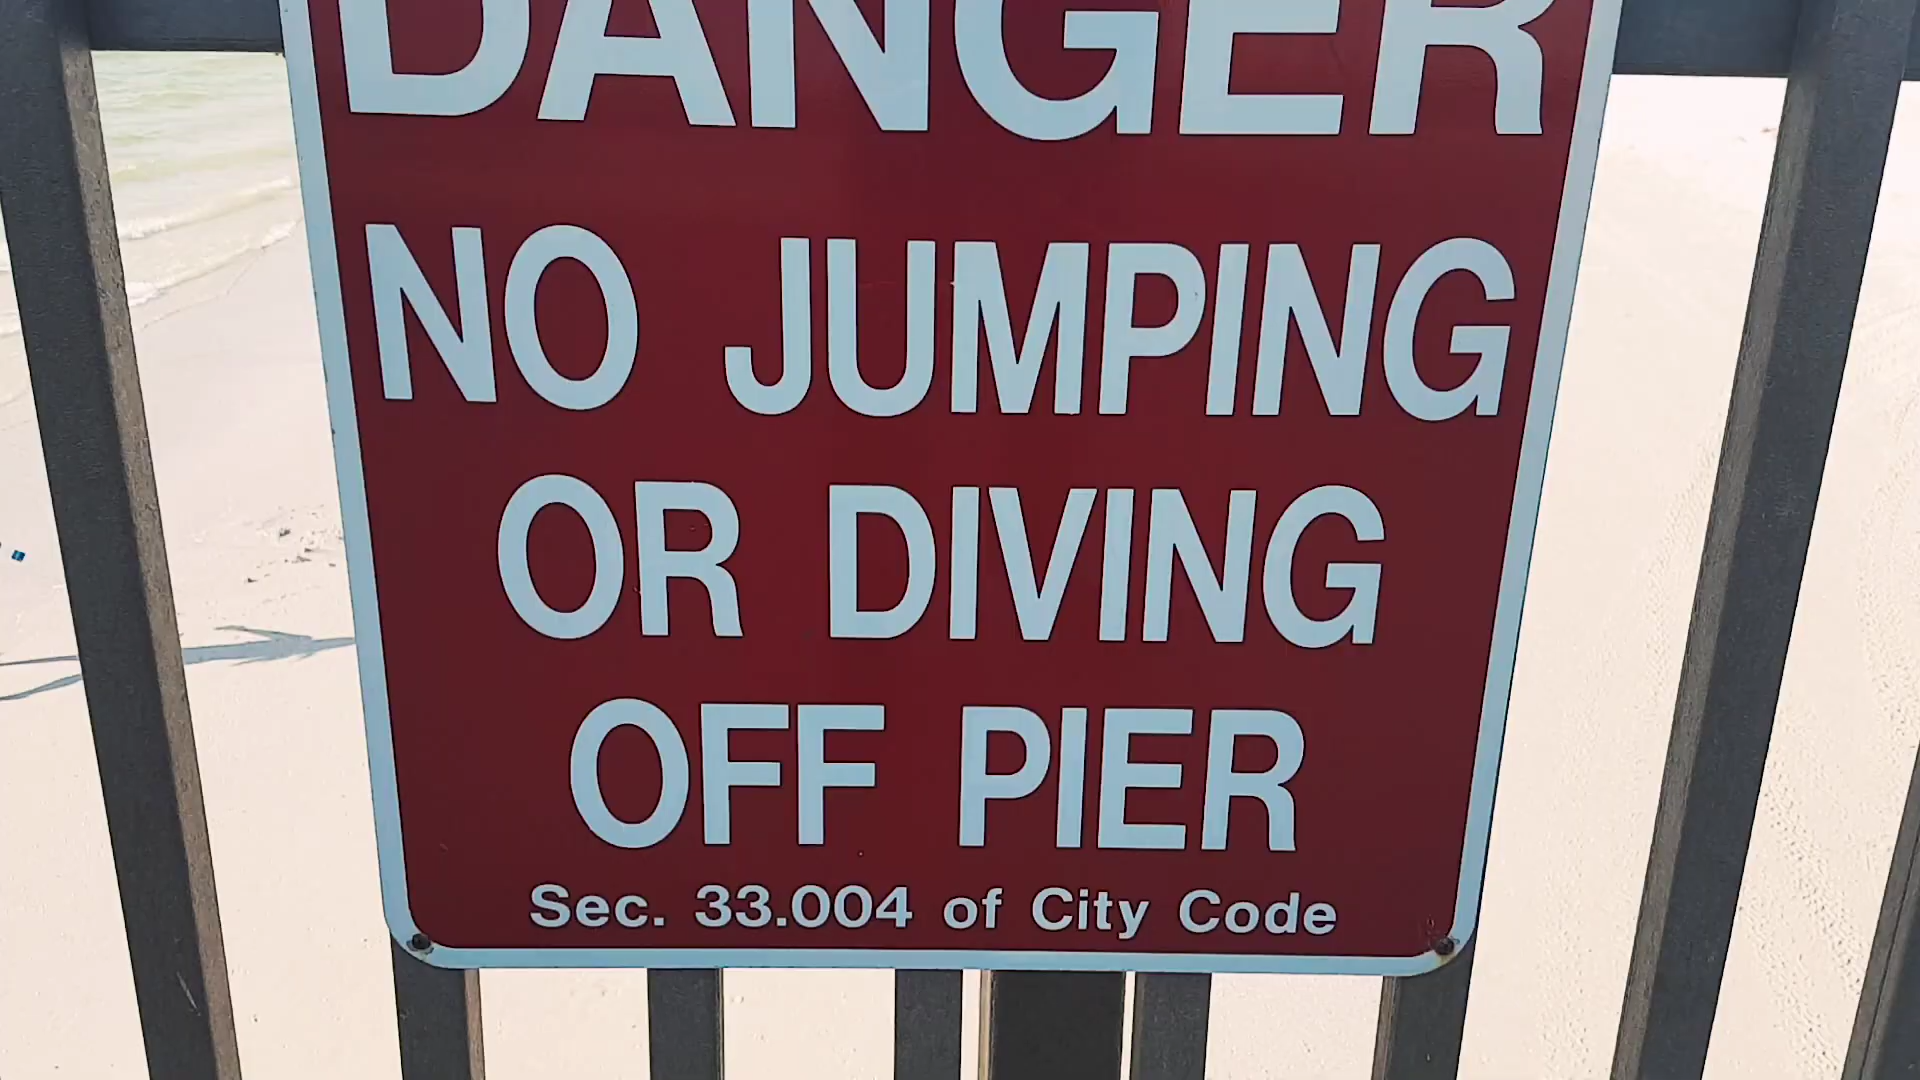 DANGER
NO JUMPING
OR DIVING
OFF PIER
Sec. 33.004 of City Code